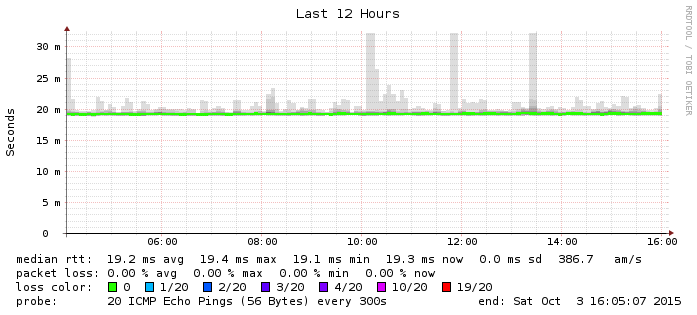 Last 12 Hours
RRDTOOL / TOBI OETIKER
Seconds
30 m
25 m
20 m
15 m
10 m
5 m
0
06:00 08:00 10:00 12:00 14:00 16:00
median rtt: 19.2 ms avg 19.4 ms max 19.1 ms min 19.3 ms now 0.0 ms sd 386.7 am/s
packet loss: 0.00 % avg 0.00 % max 0.00 % min 0.00 % now
loss color: 0 1/20 2/20 3/20 4/20 10/20 19/20
probe: 20 ICMP Echo Pings (56 Bytes) every 300s end: Sat Oct 3 16:05:07 2015